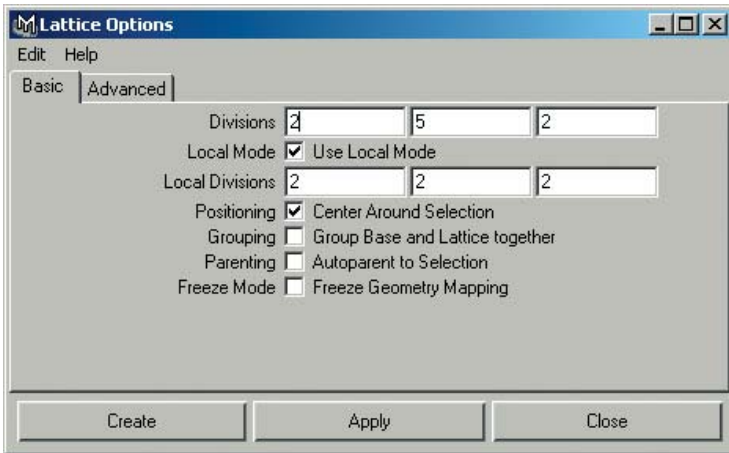 Lattice Options
Edit Help
Basic Advanced
Divisions 2 5 2
Local Mode Use Local Mode
Local Divisions 2 2 2
Positioning Center Around Selection
Grouping Group Base and Lattice together
Parenting Autoparent to Selection
Freeze Mode Freeze Geometry Mapping
Create Apply Close